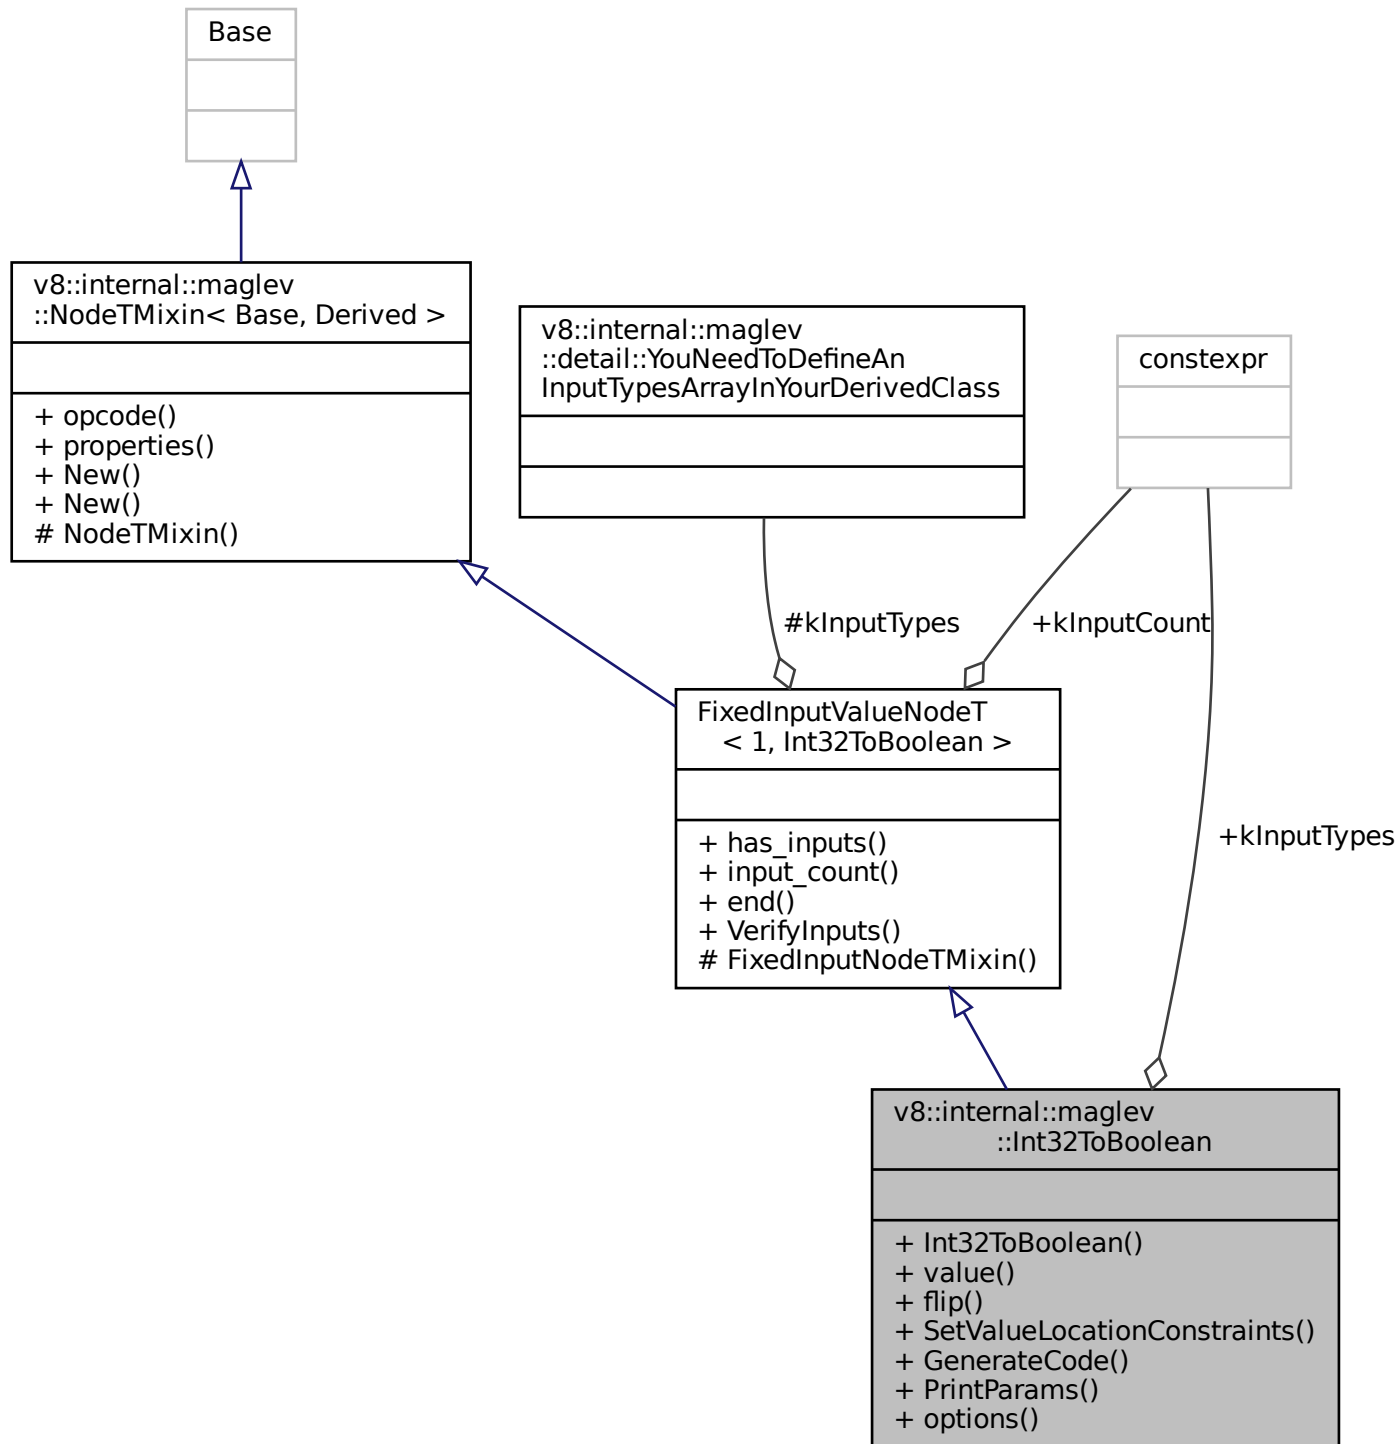 Base
v8::internal::maglev
::NodeTMixin< Base, Derived >
+ opcode()
+ properties()
+ New()
+ New()
# NodeTMixin()
v8::internal::maglev
::detail::YouNeedToDefineAn
InputTypesArrayInYourDerivedClass
constexpr
#kInputTypes
+kInputCount
FixedInputValueNodeT
< 1, Int32ToBoolean >
+ has_inputs()
+ input_count()
+ end()
+ VerifyInputs()
# FixedInputNodeTMixin()
+kInputTypes
v8::internal::maglev
::Int32ToBoolean
+ Int32ToBoolean()
+ value()
+ flip()
+ SetValueLocationConstraints()
+ GenerateCode()
+ PrintParams()
+ options()